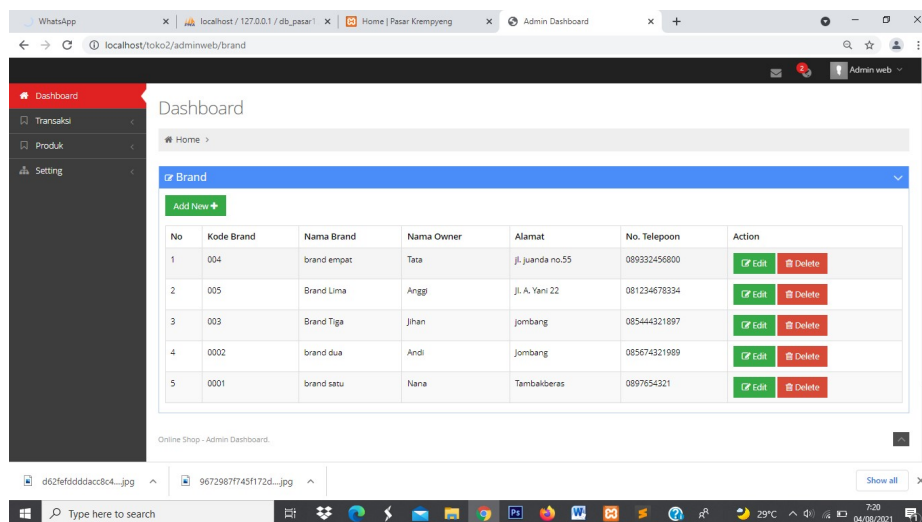 WhatsApp
localhost / 127.0.0.1 / db_pasar1
Home | Pasar Krempyeng
Admin Dashboard
localhost/toko2/adminweb/brand
2
Admin web
Dashboard
Transaksi
Produk
Setting
Dashboard
Home >
Brand
Add New
No Kode Brand Nama Brand Nama Owner Alamat No. Telepoon Action
1 004 brand empat Tata jl. juanda no.55 089332456800 Edit Delete
2 005 Brand Lima Anggi Jl. A. Yani 22 081234678334 Edit Delete
3 003 Brand Tiga Jihan jombang 085444321897 Edit Delete
4 0002 brand dua Andi Jombang 085674321989 Edit Delete
5 0001 brand satu Nana Tambakberas 0897654321 Edit Delete
Online Shop - Admin Dashboard.
d62fefddddacc8c4....jpg
9672987f745f172d....jpg
Show all
Type here to search
Ps
29°C
7:20
04/08/2021